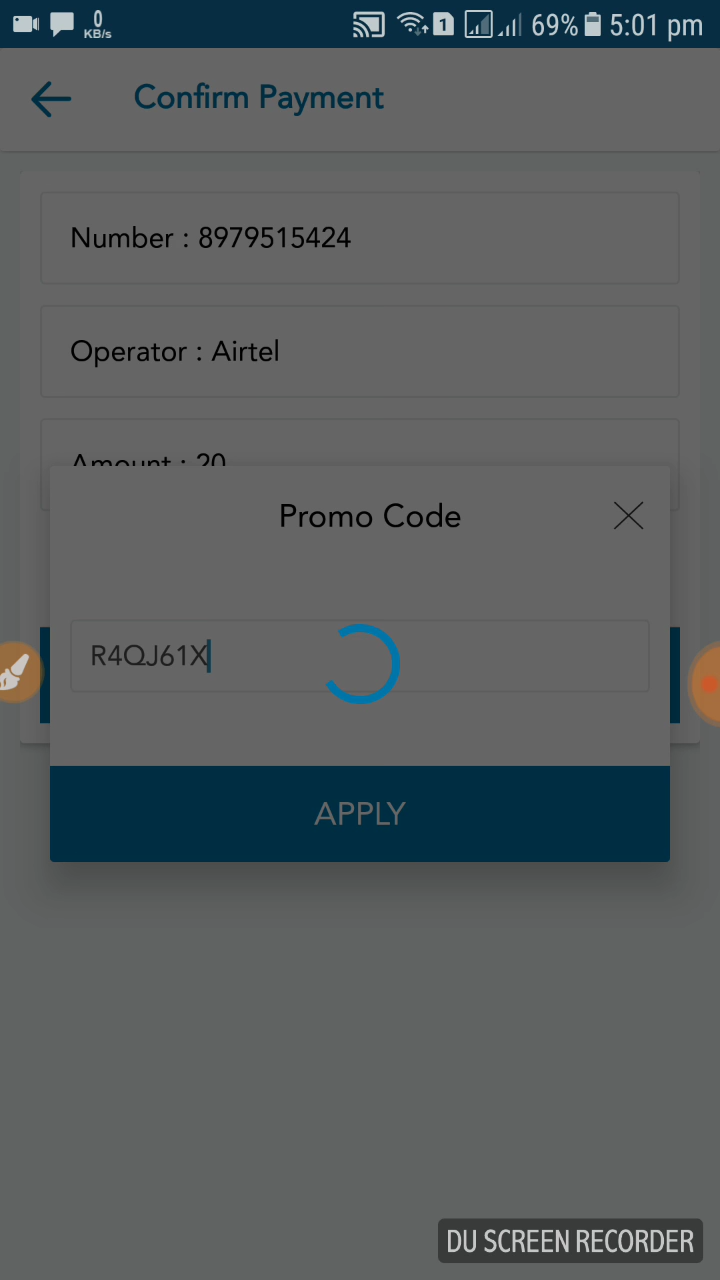 0
KB/s
1
69%
5:01 pm
Confirm Payment
Number : 8979515424
Operator : Airtel
Amount : 20
Promo Code
R4QJ61X
APPLY
DU SCREEN RECORDER